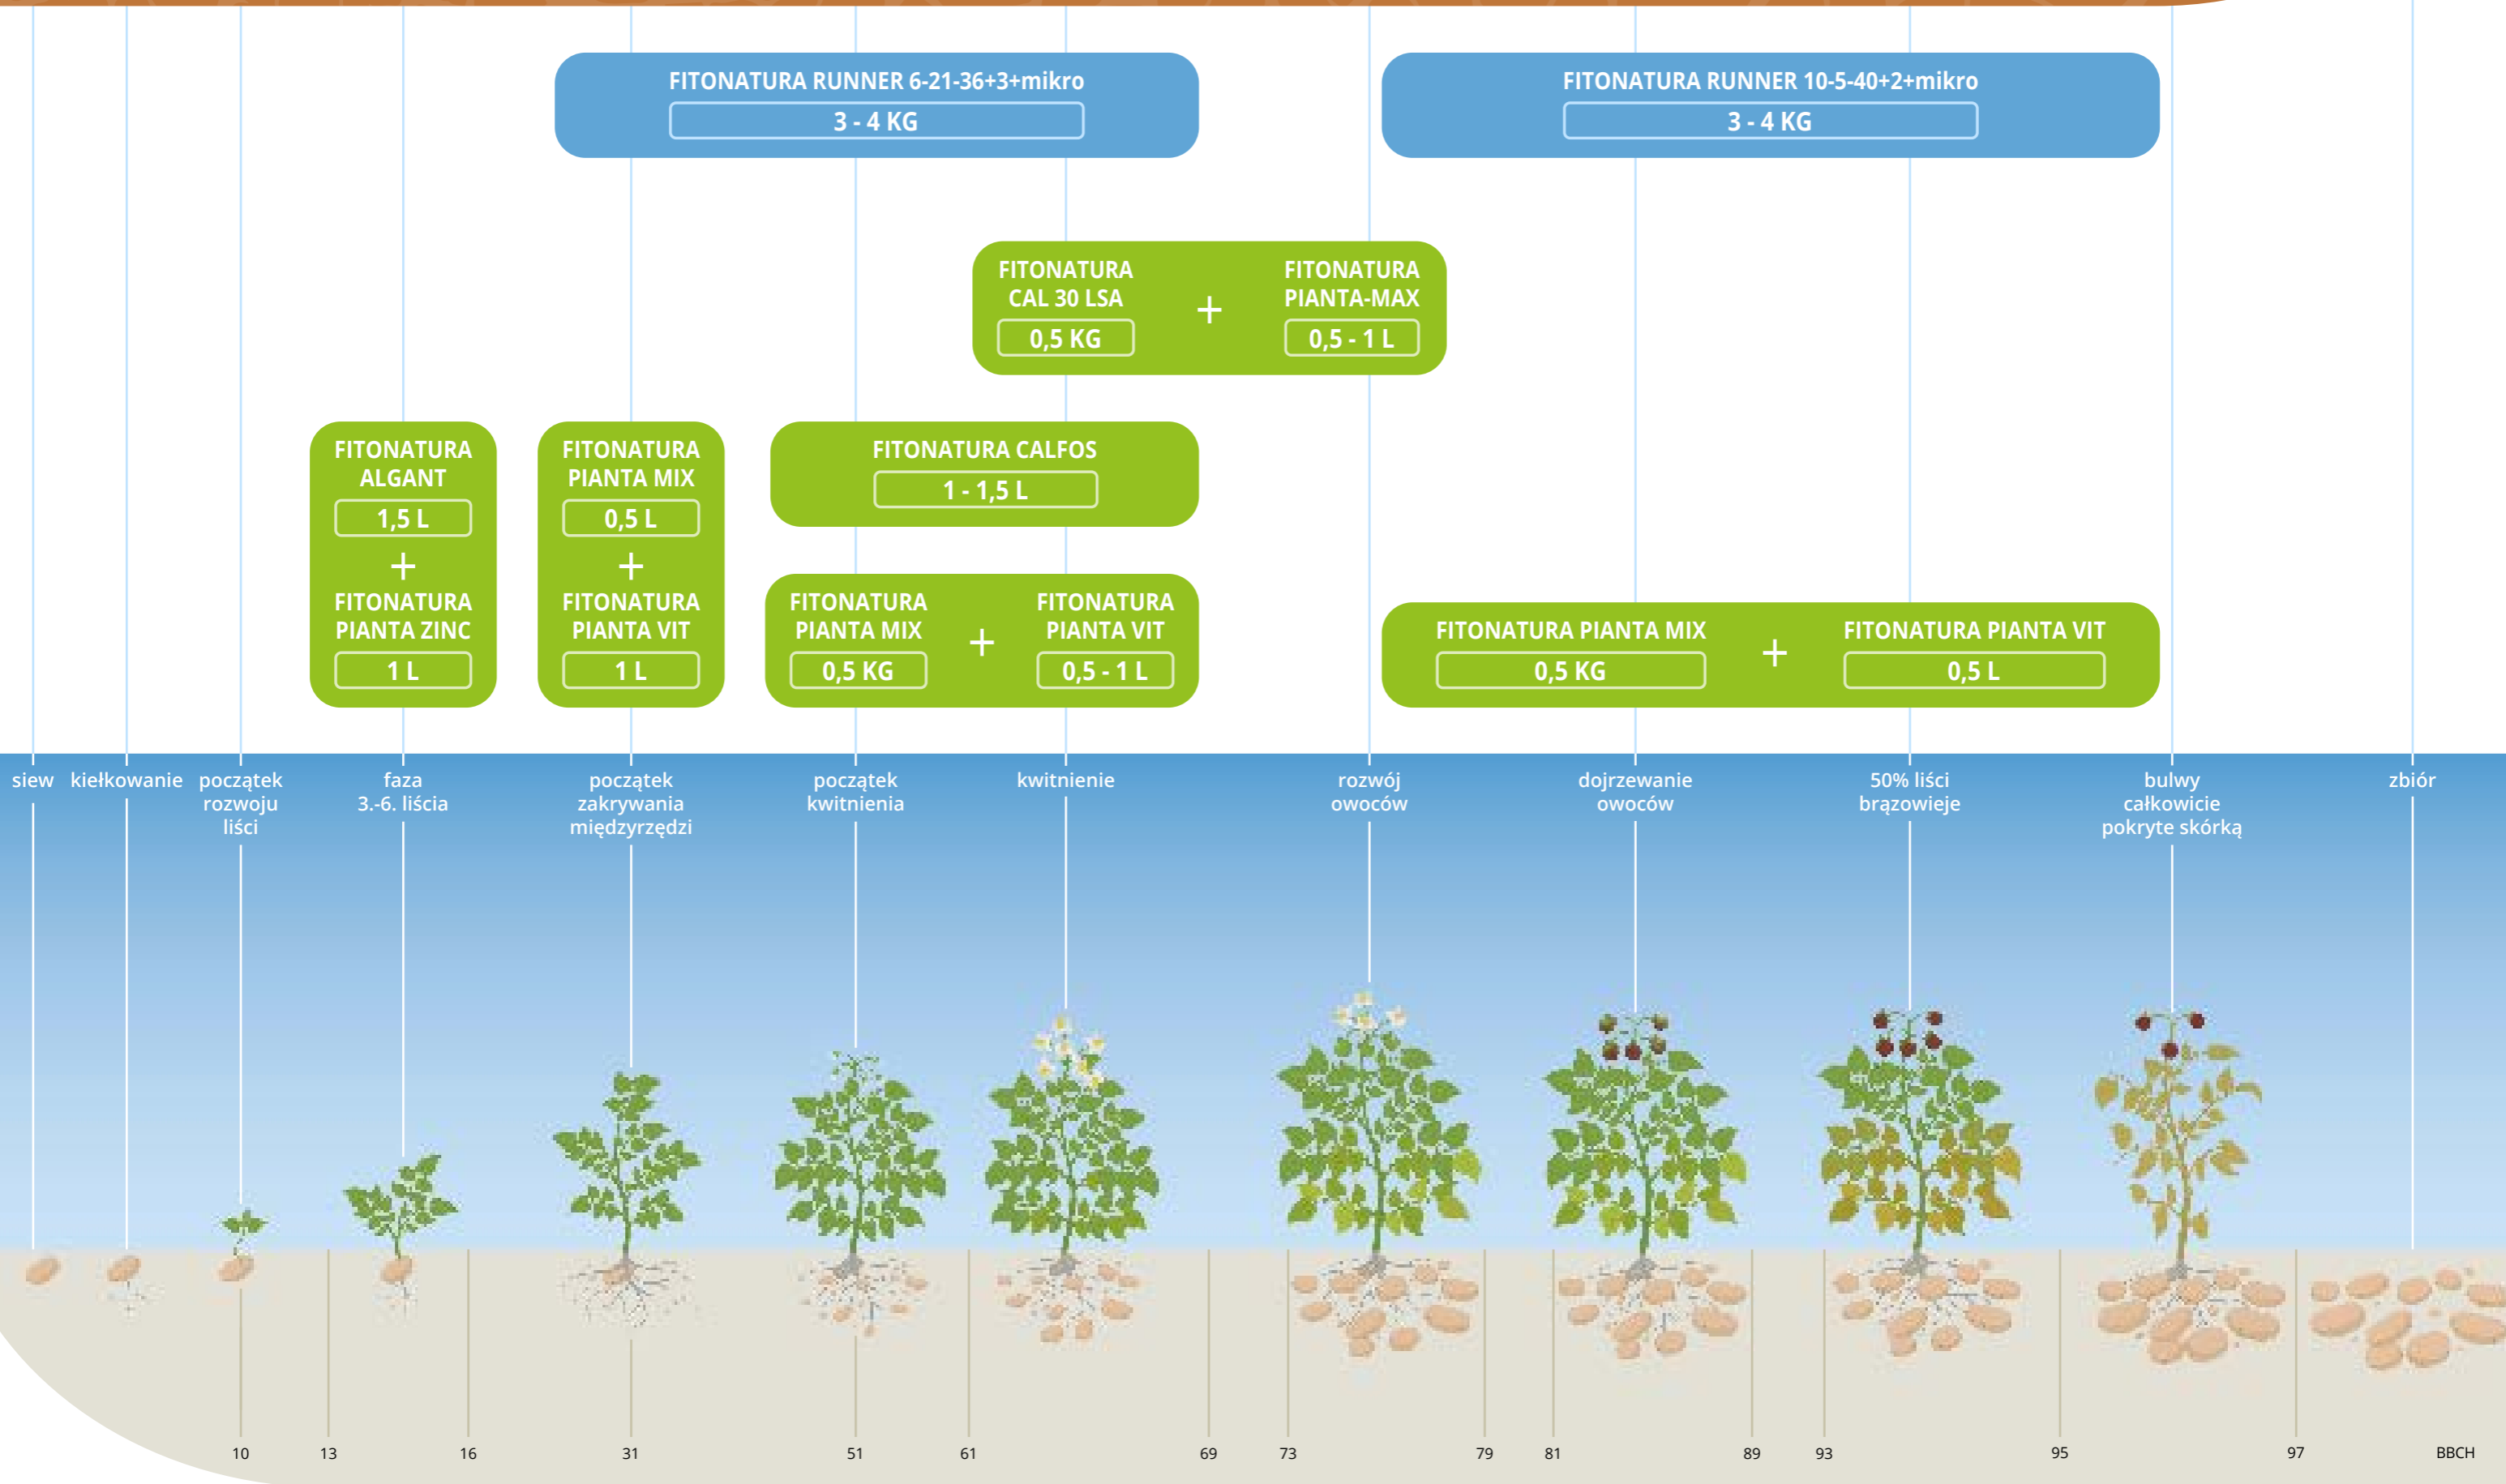 FITONATURA RUNNER 6-21-36+3+mikro
3 - 4 KG
FITONATURA RUNNER 10-5-40+2+mikro
3 - 4 KG
FITONATURA
CAL 30 LSA
0,5 KG
+
FITONATURA
PIANTA-MAX
0,5 - 1 L
FITONATURA
ALGANT
1,5 L
+
FITONATURA
PIANTA ZINC
1 L
FITONATURA
PIANTA MIX
0,5 L
+
FITONATURA
PIANTA VIT
1 L
FITONATURA CALFOS
1 - 1,5 L
FITONATURA
PIANTA MIX
0,5 KG
+
FITONATURA
PIANTA VIT
0,5 - 1 L
FITONATURA PIANTA MIX
0,5 KG
+
FITONATURA PIANTA VIT
0,5 L
siew
kiełkowanie
początek
rozwoju
liści
faza
3.-6. liścia
początek
zakrywania
międzyrzędzi
początek
kwitnienia
kwitnienie
rozwój
owoców
dojrzewanie
owoców
50% liści
brązowieje
bulwy
całkowicie
pokryte skórką
zbiór
10 13 16 31 51 61 69 73 79 81 89 93 95 97 BBCH